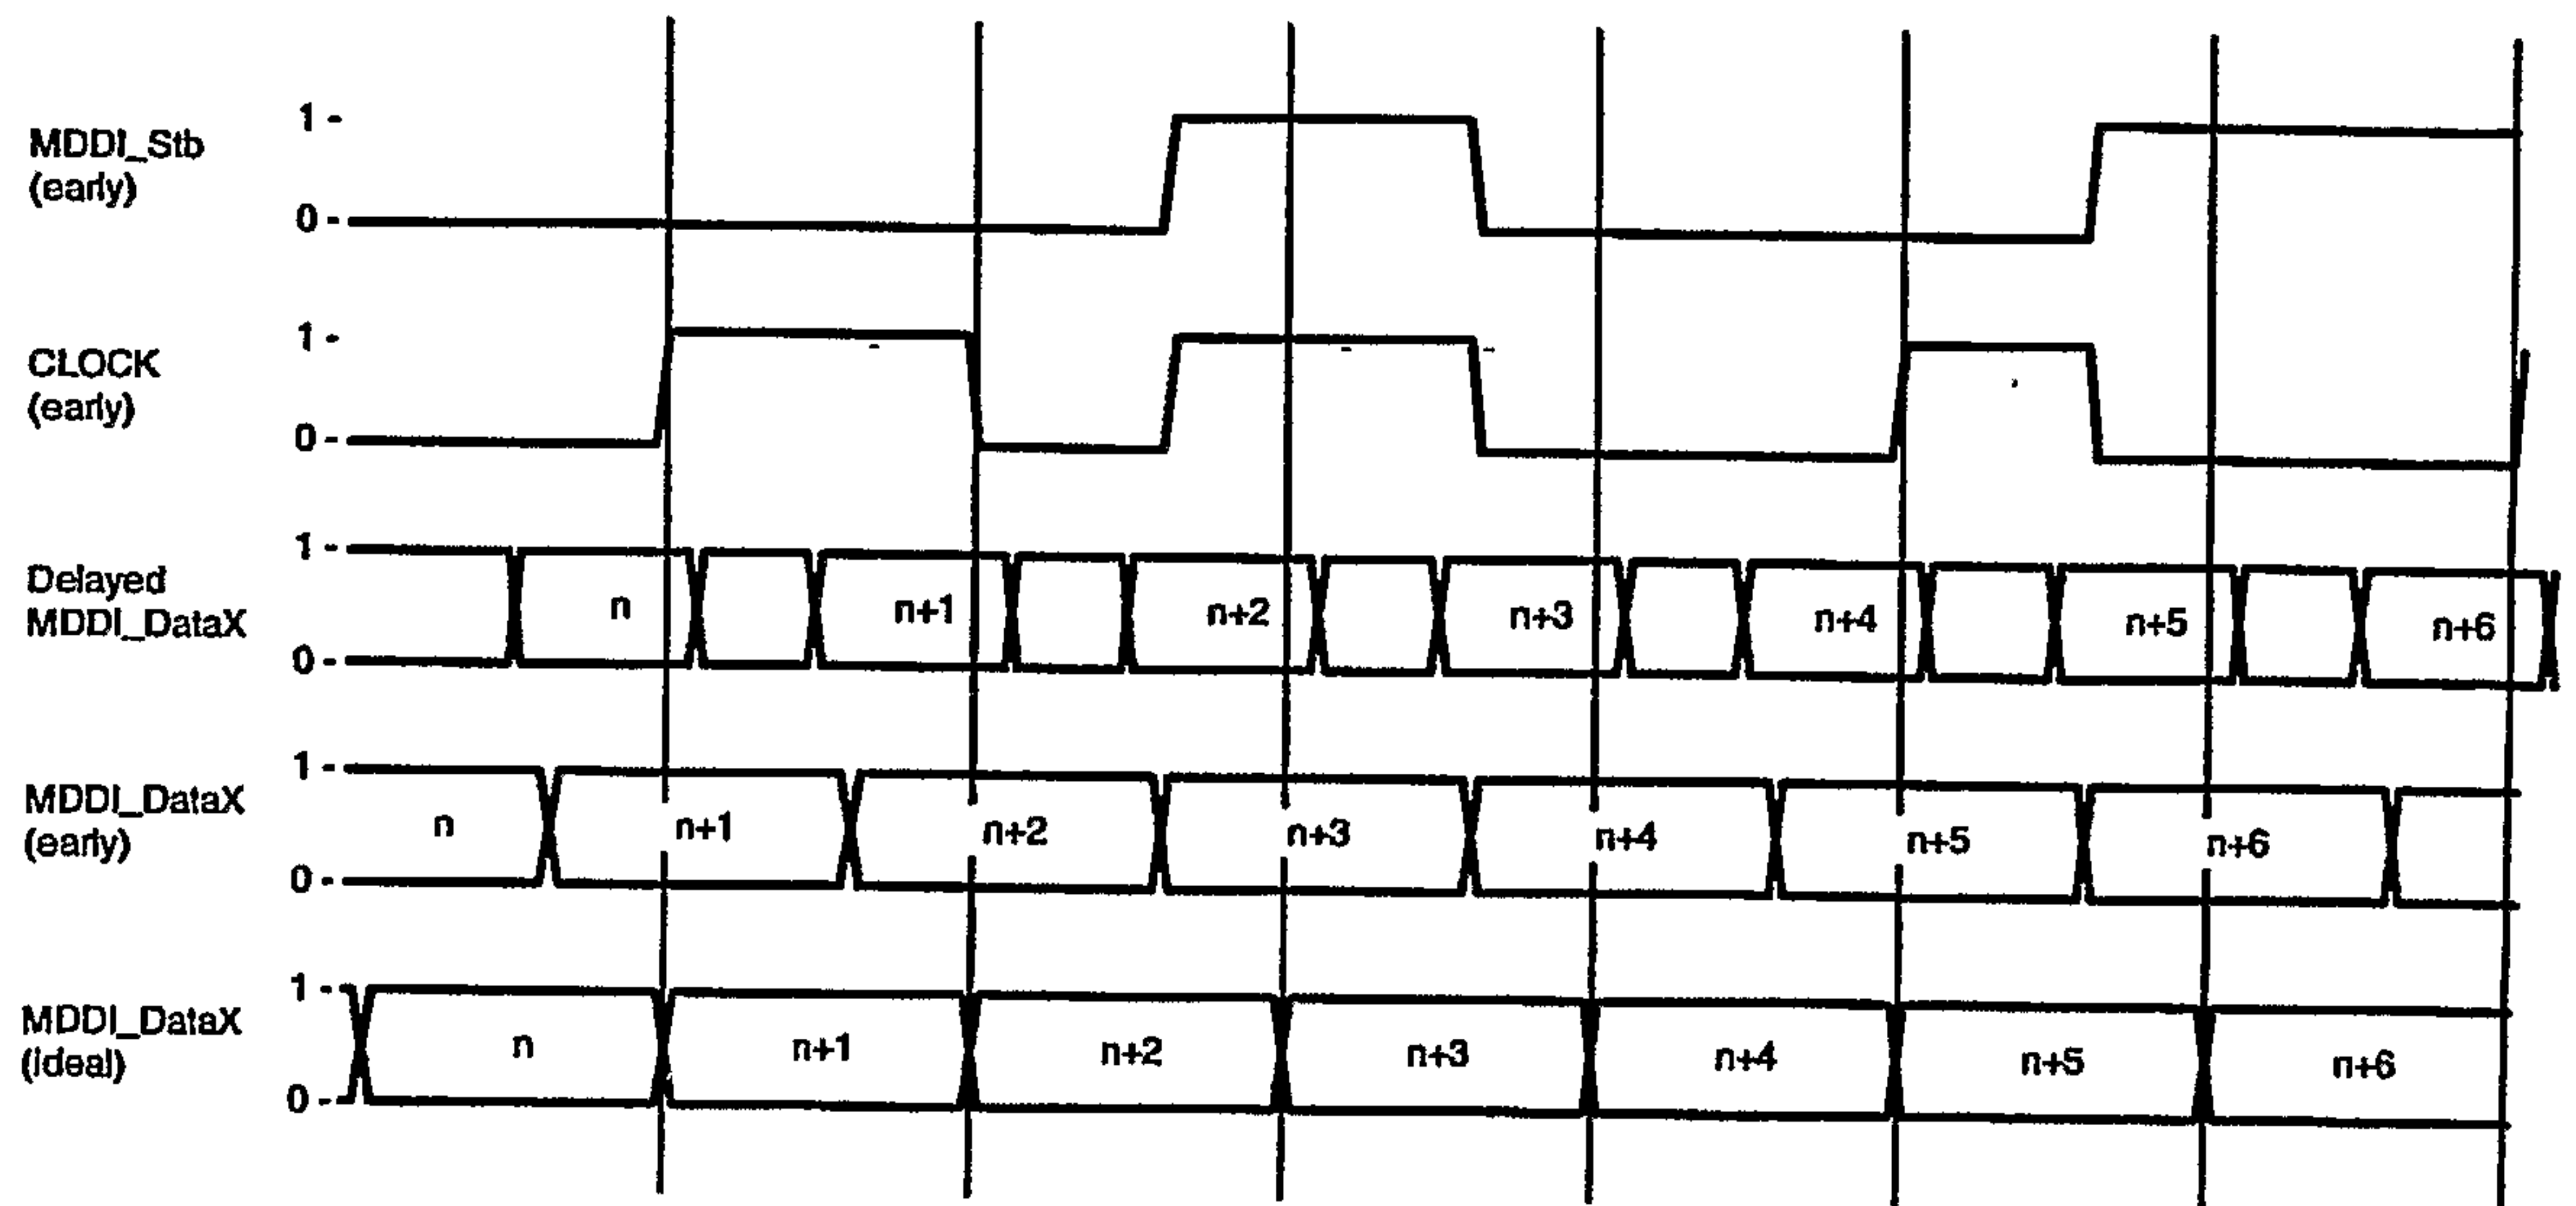 1 -
MDDI_Stb
(early)
0 -
1 -
CLOCK
(early)
0 -
1 -
Delayed
MDDI_DataX
n n+1 n+2 n+3 n+4 n+5 n+6
0 -
1 -
MDDI_DataX
(early)
n n+1 n+2 n+3 n+4 n+5 n+6
0 -
1 -
MDDI_DataX
(ideal)
n n+1 n+2 n+3 n+4 n+5 n+6
0 -